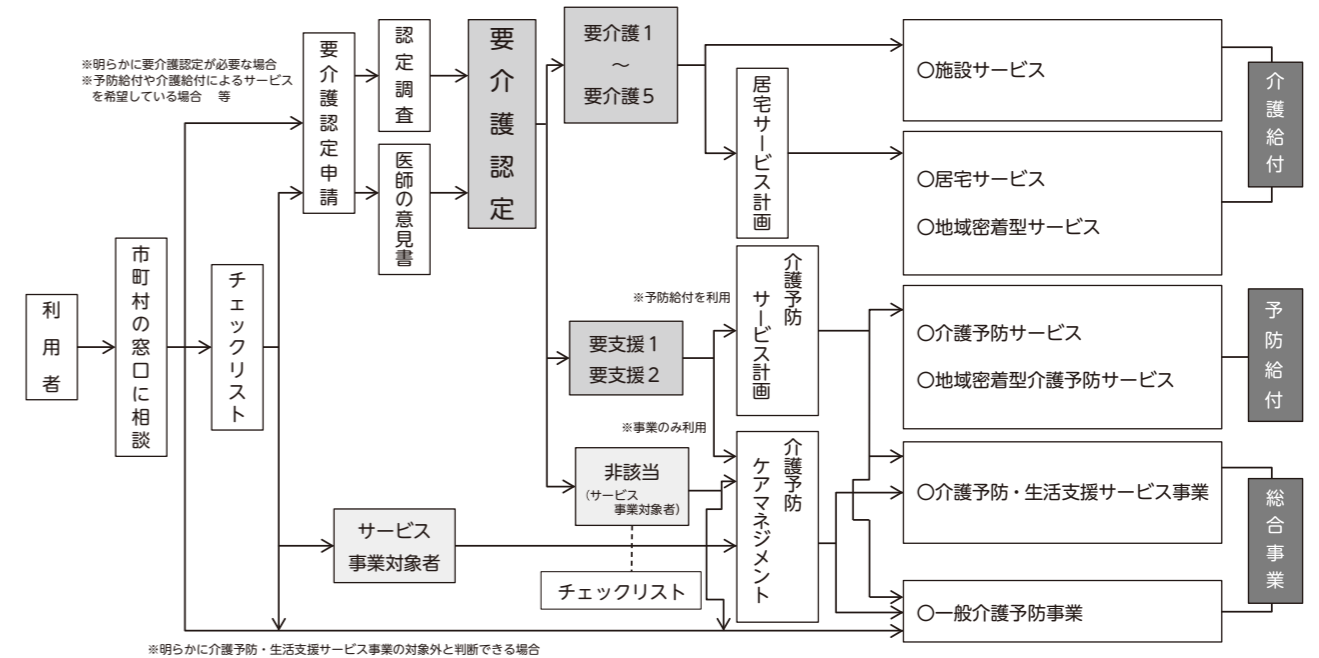 ※明らかに要介護認定が必要な場合
※予防給付や介護給付によるサービス
を希望している場合　等
利用者
市町村の窓口に相談
チェックリスト
要介護認定申請
認定調査
医師の意見書
要介護認定
要介護1
～
要介護5
居宅サービス計画
〇施設サービス
〇居宅サービス
〇地域密着型サービス
介護給付
※予防給付を利用
要支援1
要支援2
介護予防
サービス計画
〇介護予防サービス
〇地域密着型介護予防サービス
予防給付
※事業のみ利用
非該当
(サービス
事業対象者)
サービス
事業対象者
チェックリスト
介護予防
ケアマネジメント
〇介護予防・生活支援サービス事業
〇一般介護予防事業
総合事業
※明らかに介護予防・生活支援サービス事業の対象外と判断できる場合